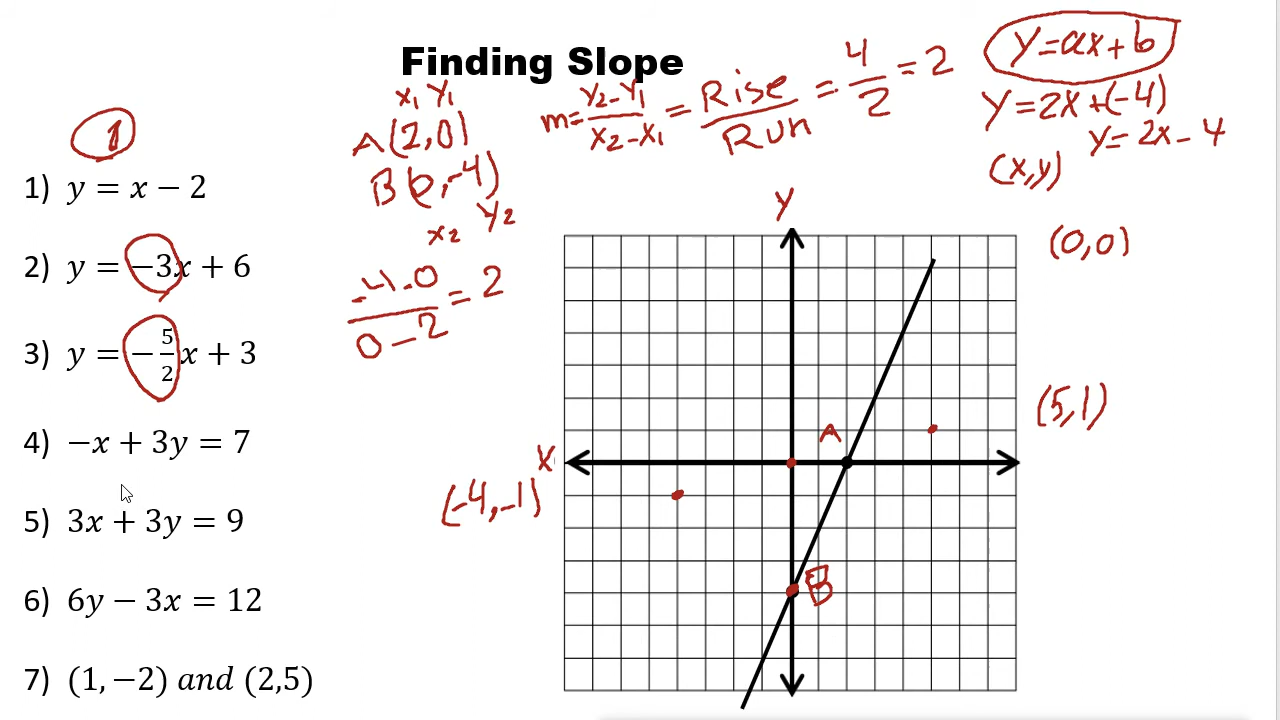 Finding Slope
y = ax + b
x₁ y₁
A(2,0)
B(0,-4)
x₂ y₂
m = y₂-y₁/x₂-x₁ = Rise/Run = 4/2 = 2
y = 2x + (-4)
y = 2x - 4
(x,y)
-4-0/0-2 = 2
1
1) y = x − 2
2) y = −3x + 6
3) y = −5/2x + 3
4) −x + 3y = 7
5) 3x + 3y = 9
6) 6y − 3x = 12
7) (1, −2) and (2,5)
y
(0,0)
(5,1)
A
X
(-4,-1)
B